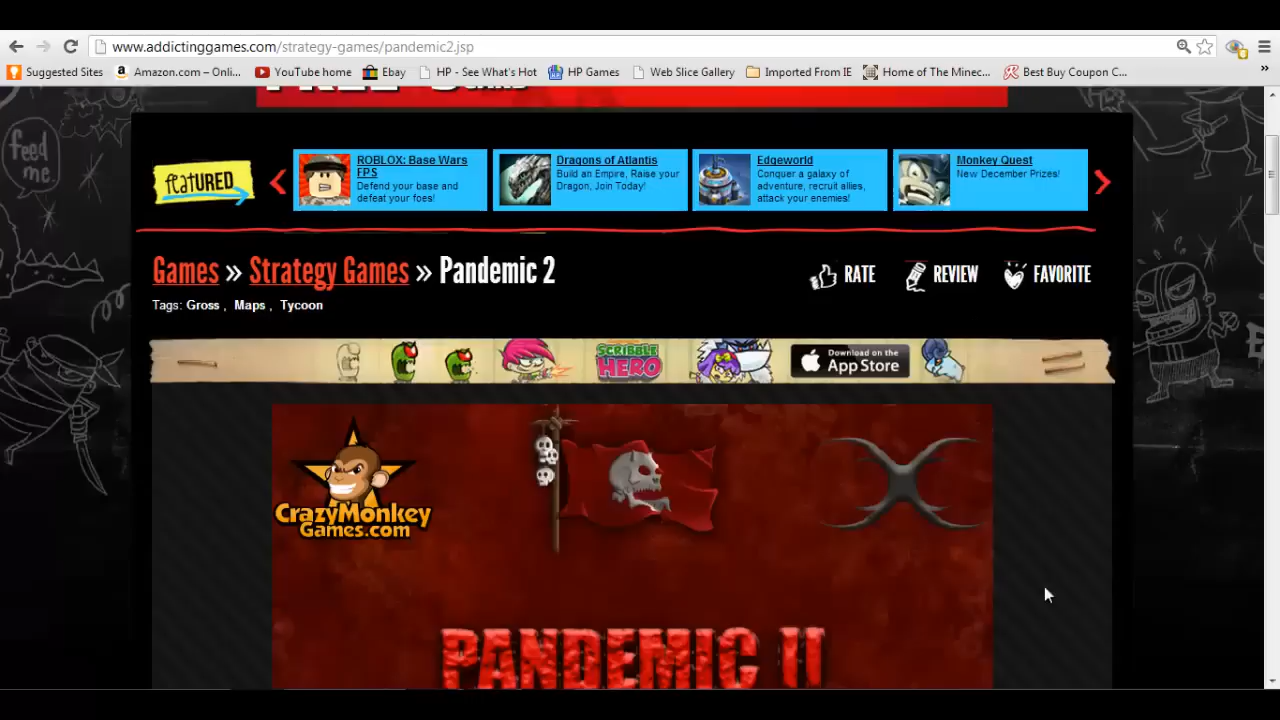 www.addictinggames.com/strategy-games/pandemic2.jsp
Suggested Sites Amazon.com – Onli... YouTube home Ebay HP - See What's Hot HP Games Web Slice Gallery Imported From IE Home of The Minec... Best Buy Coupon C... »
FREE
feed me.
featured
ROBLOX: Base Wars FPS
Defend your base and
defeat your foes!
Dragons of Atlantis
Build an Empire, Raise your
Dragon, Join Today!
Edgeworld
Conquer a galaxy of
adventure, recruit allies,
attack your enemies!
Monkey Quest
New December Prizes!
Games » Strategy Games » Pandemic 2
RATE REVIEW FAVORITE
Tags: Gross , Maps , Tycoon
SCRIBBLE
HERO
Download on the
App Store
CrazyMonkey
Games.com
PANDEMIC II